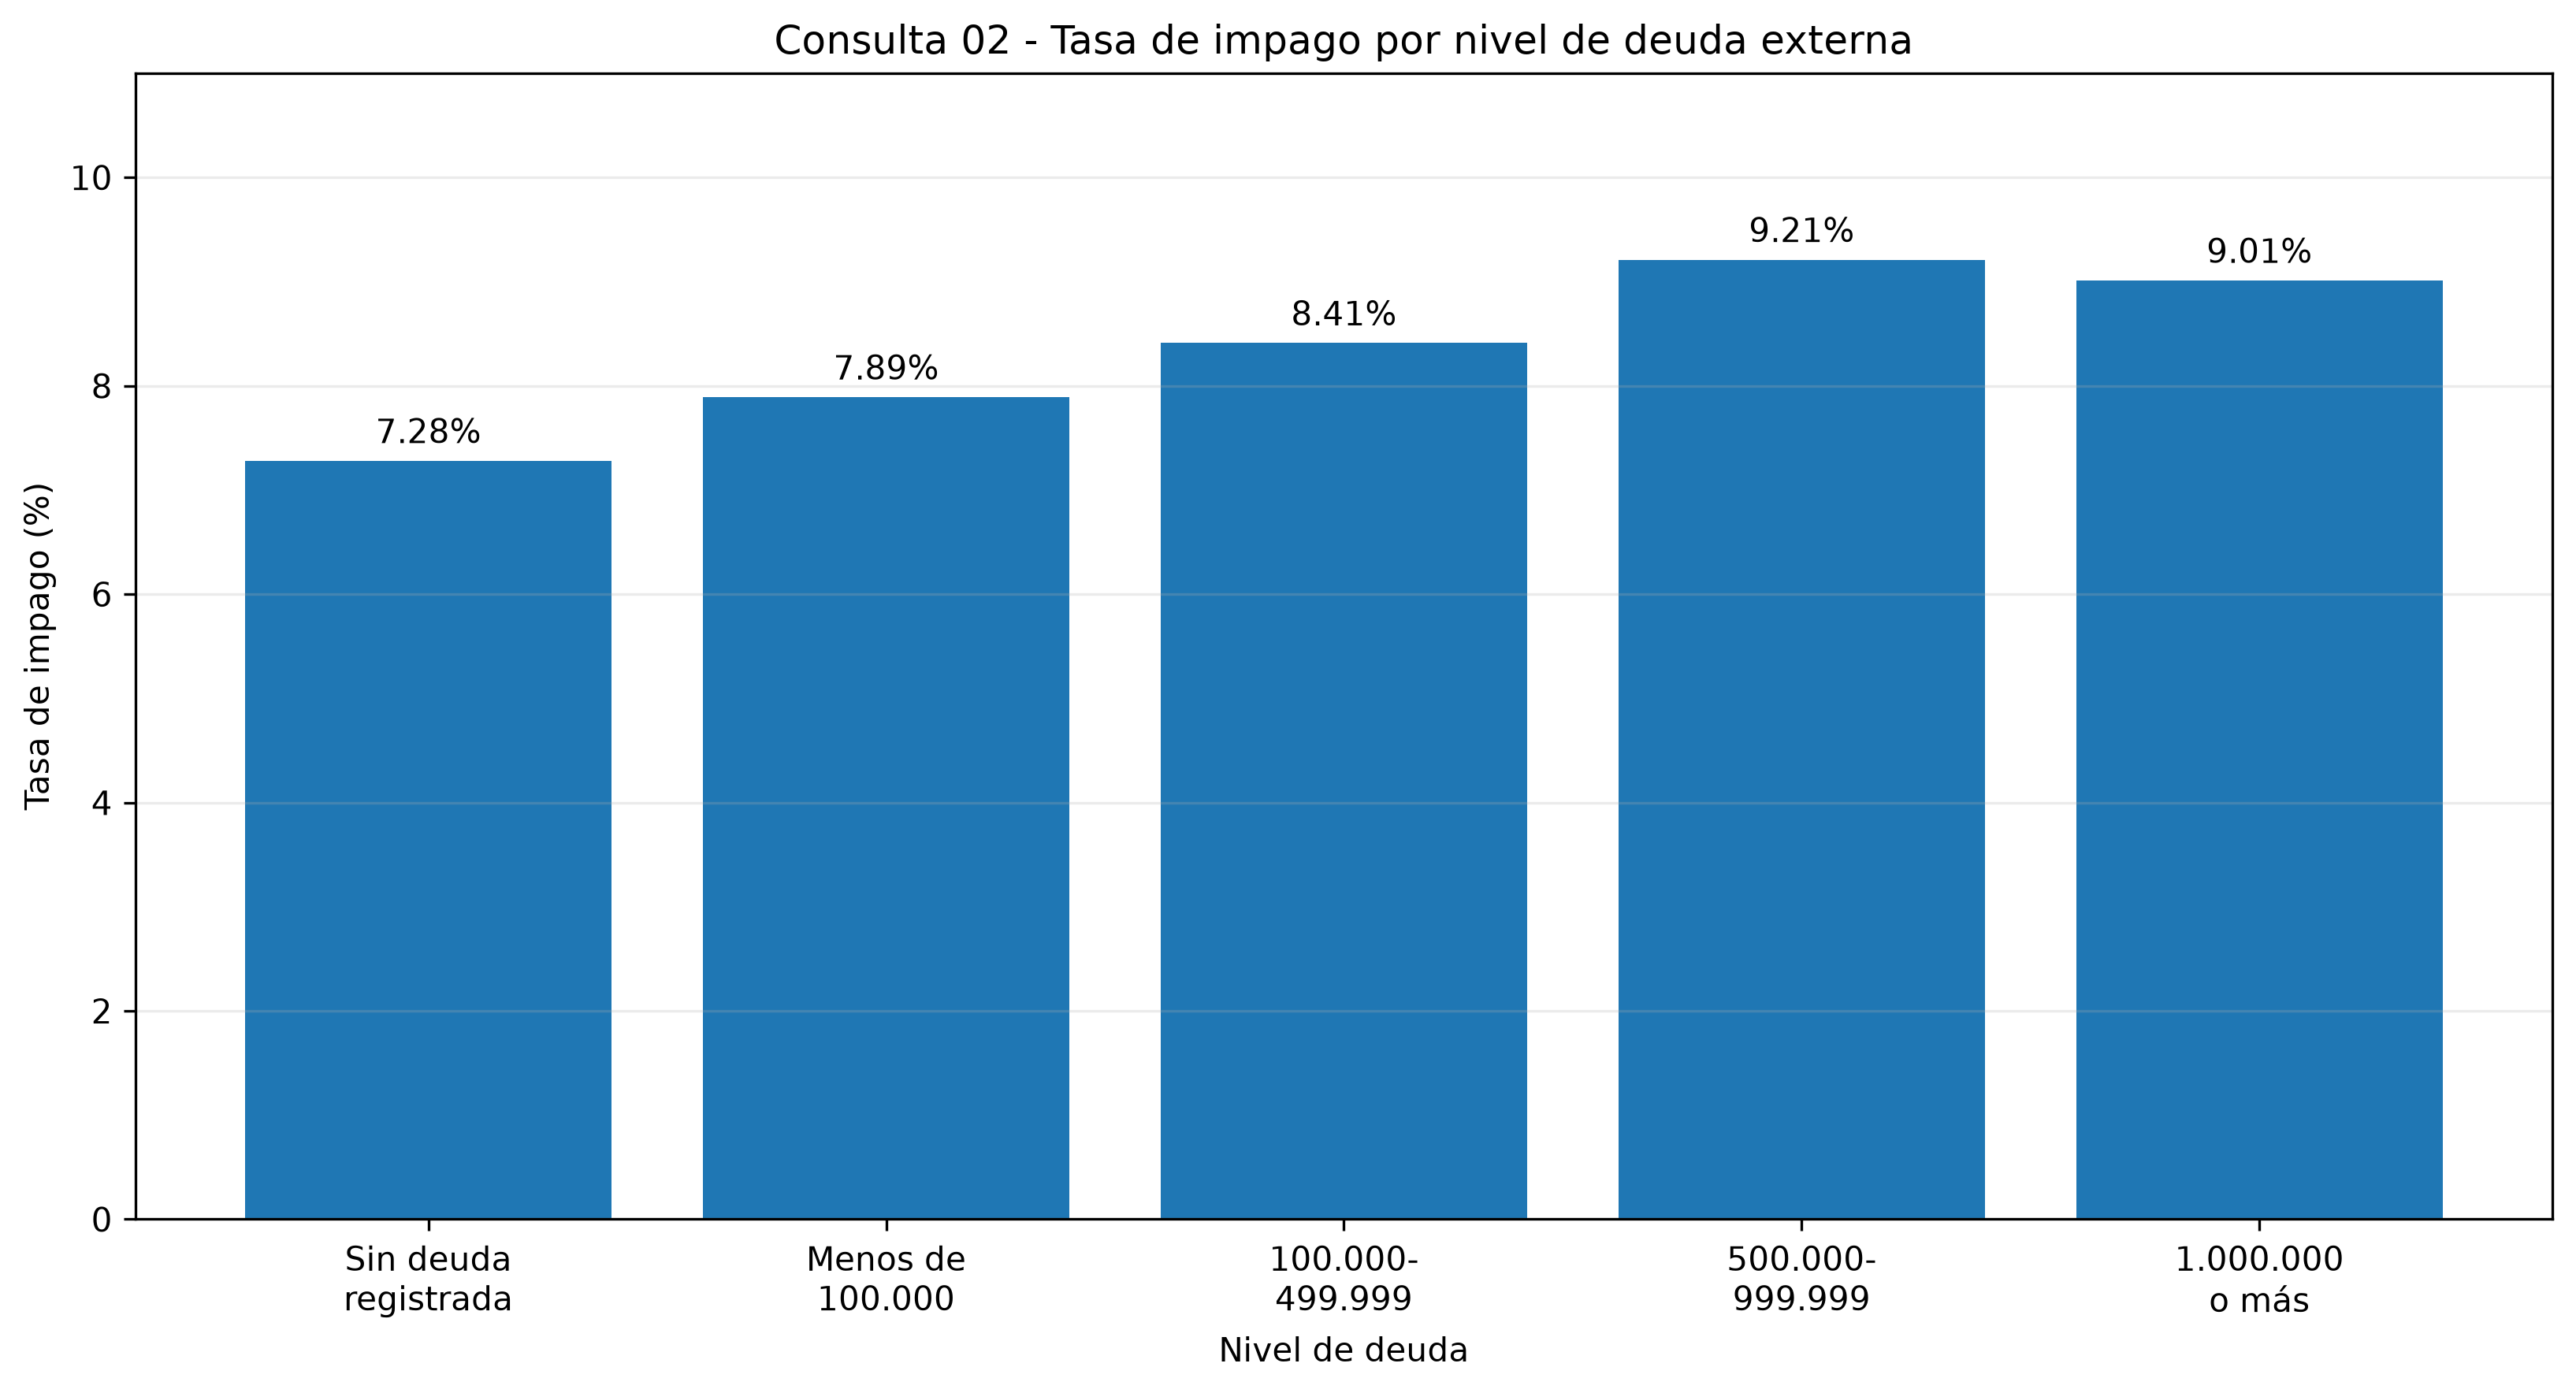 Consulta 02 - Tasa de impago por nivel de deuda externa
Tasa de impago (%)
10
8
6
4
2
0
7.28%
7.89%
8.41%
9.21%
9.01%
Sin deuda
registrada
Menos de
100.000
100.000-
499.999
500.000-
999.999
1.000.000
o más
Nivel de deuda